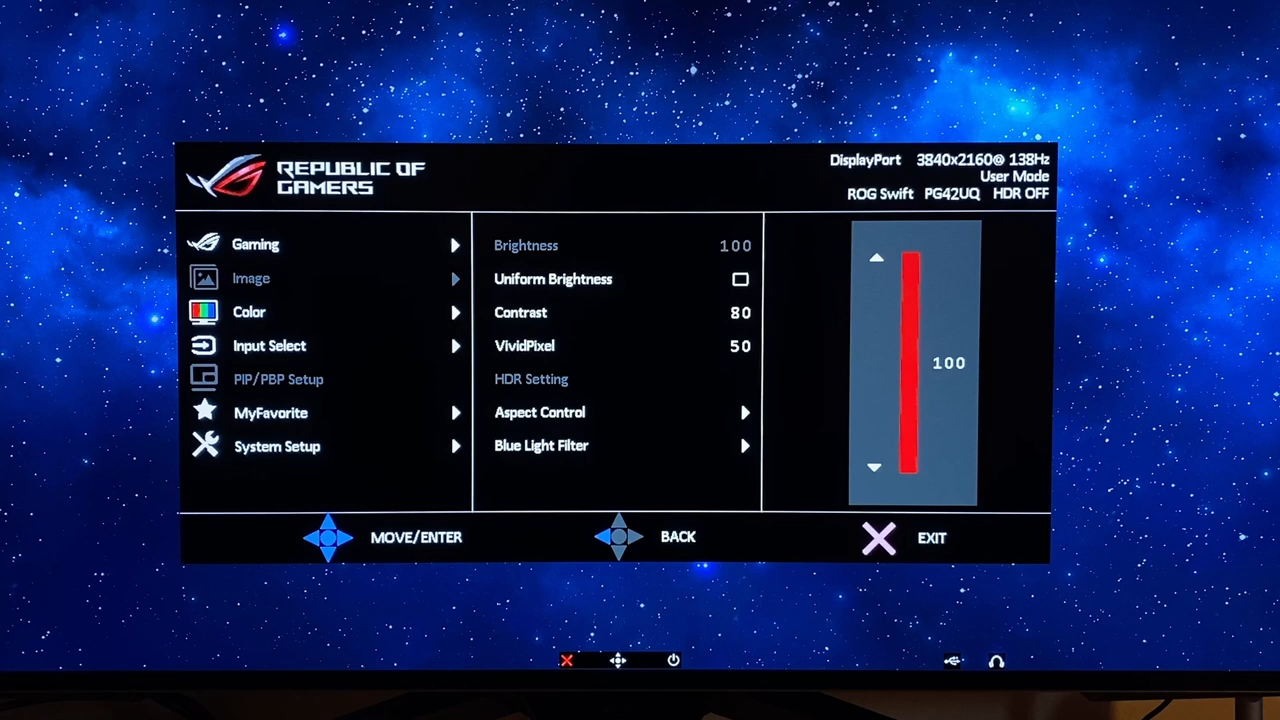 REPUBLIC OF
GAMERS
DisplayPort 3840x2160@ 138Hz
User Mode
ROG Swift PG42UQ HDR OFF
Gaming
Image
Color
Input Select
PIP/PBP Setup
MyFavorite
System Setup
Brightness 100
Uniform Brightness
Contrast 80
VividPixel 50
HDR Setting
Aspect Control
Blue Light Filter
100
MOVE/ENTER
BACK
EXIT